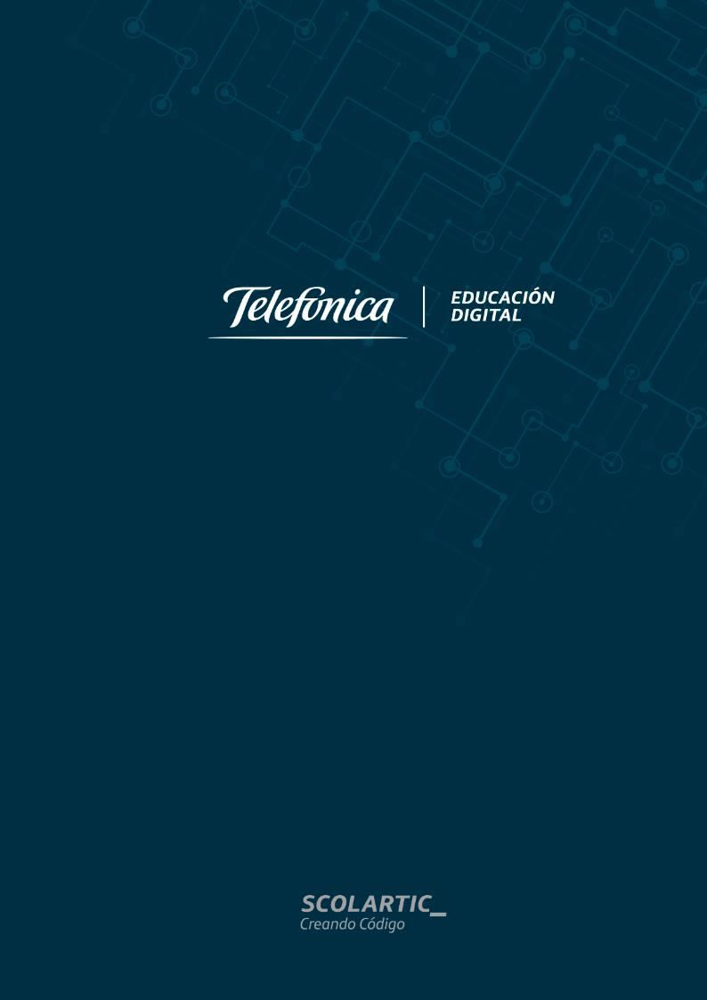 Telefónica
EDUCACIÓN
DIGITAL
SCOLARTIC_
Creando Código